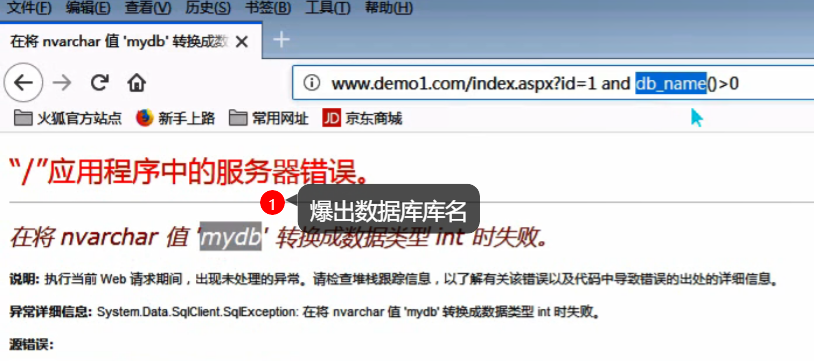 文件(F) 编辑(E) 查看(V) 历史(S) 书签(B) 工具(T) 帮助(H)
在将 nvarchar 值 'mydb' 转换成数
www.demo1.com/index.aspx?id=1 and db_name()>0
火狐官方站点 新手上路 常用网址 JD 京东商城
“/”应用程序中的服务器错误。
1 爆出数据库库名
在将 nvarchar 值 'mydb' 转换成数据类型 int 时失败。
说明: 执行当前 Web 请求期间，出现未处理的异常。请检查堆栈跟踪信息，以了解有关该错误以及代码中导致错误的出处的详细信息。
异常详细信息: System.Data.SqlClient.SqlException: 在将 nvarchar 值 'mydb' 转换成数据类型 int 时失败。
源错误: